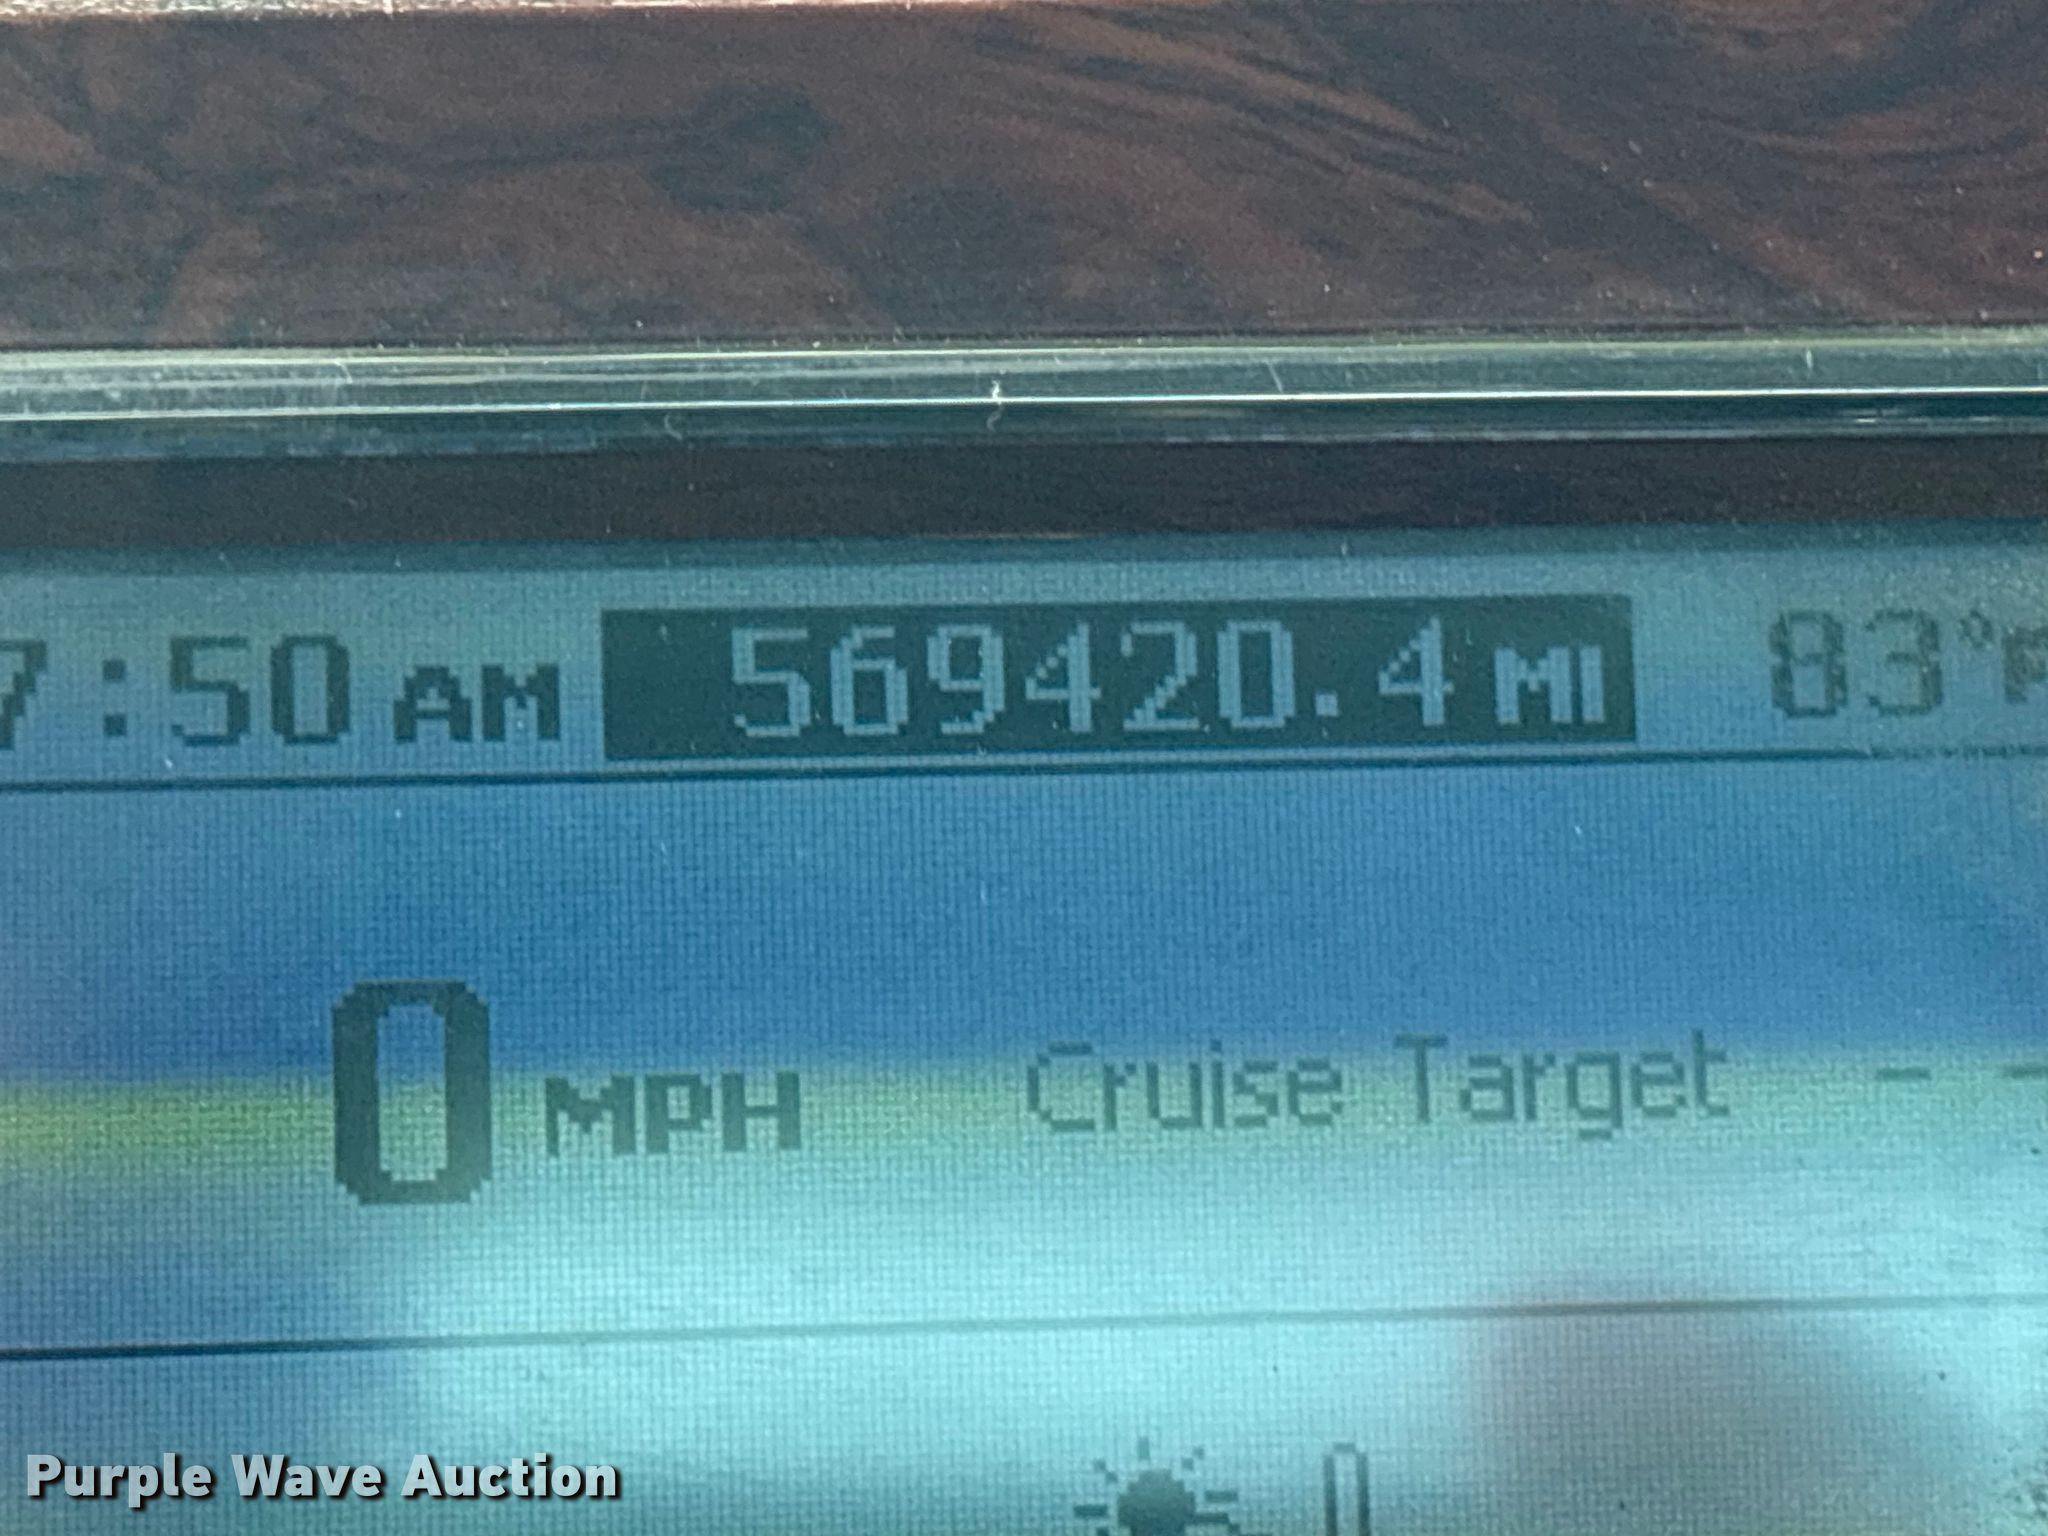 7:50 AM 569420.4 MI 83°F
0 MPH Cruise Target - -
Purple Wave Auction